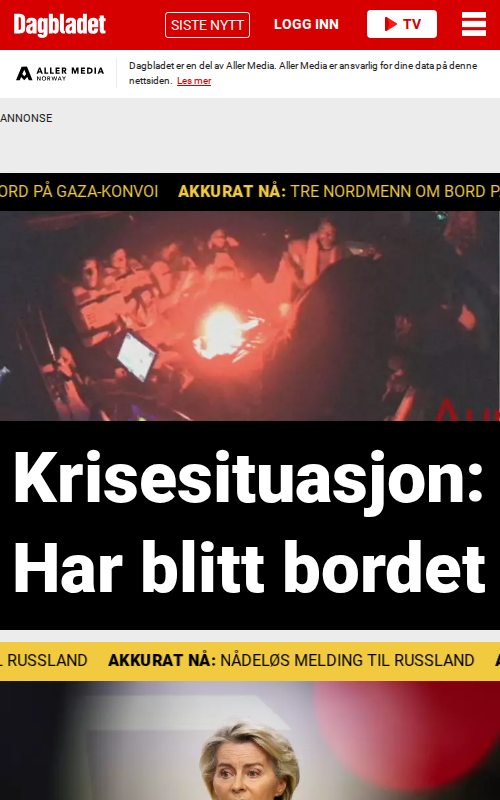 Dagbladet
SISTE NYTT
LOGG INN
TV
ALLER MEDIA
NORWAY
Dagbladet er en del av Aller Media. Aller Media er ansvarlig for dine data på denne
nettsiden. Les mer
ANNONSE
ORD PÅ GAZA-KONVOI AKKURAT NÅ: TRE NORDMENN OM BORD P
Krisesituasjon:
Har blitt bordet
L RUSSLAND AKKURAT NÅ: NÅDELØS MELDING TIL RUSSLAND